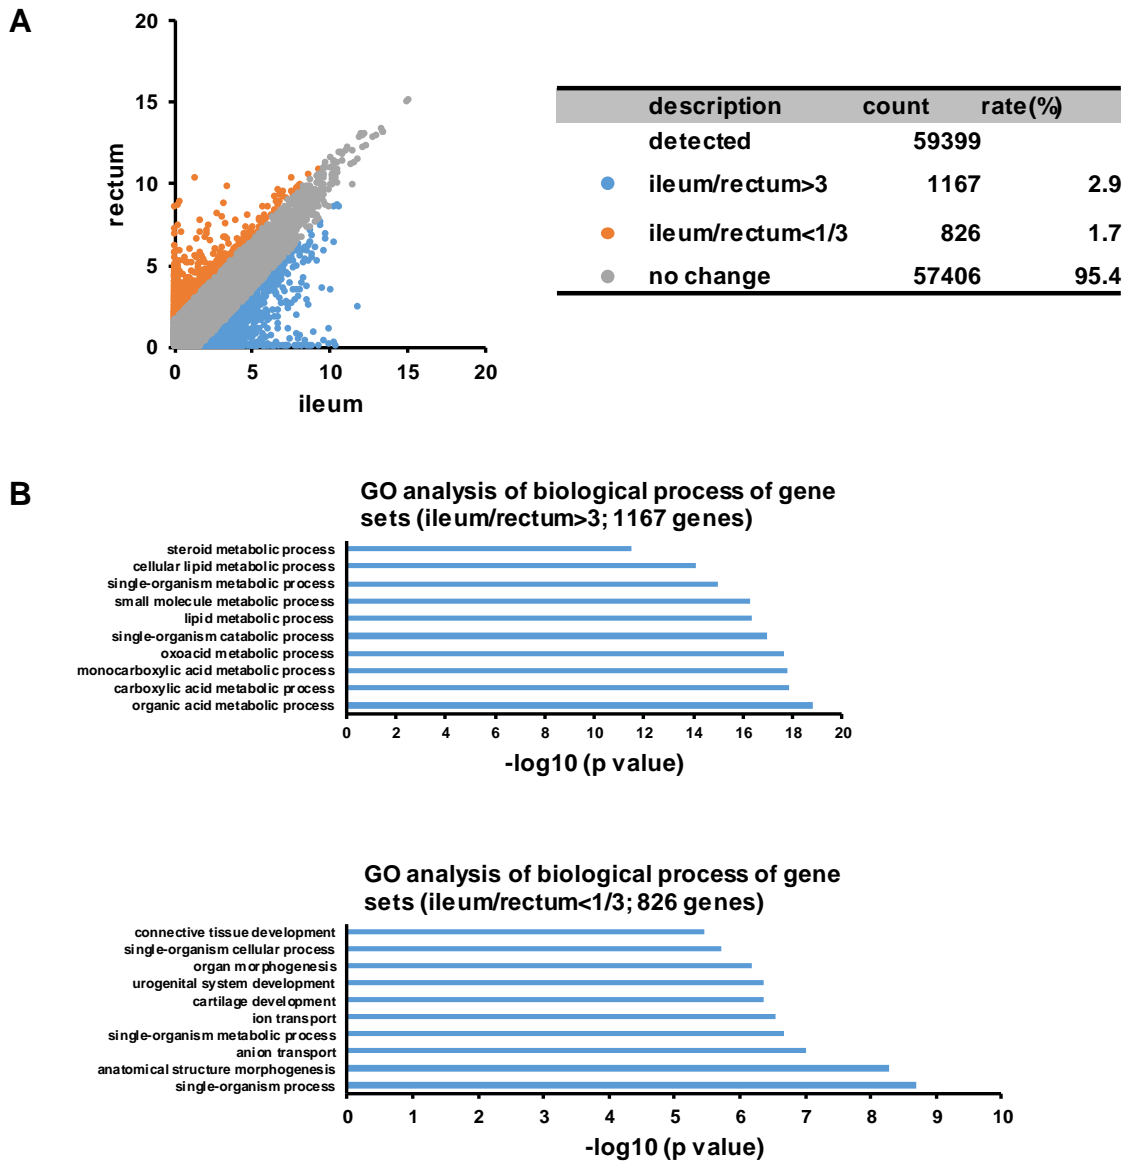 A
20
15
10
5
0
rectum
0 5 10 15 20
ileum
description count rate(%)
detected 59399
ileum/rectum>3 1167 2.9
ileum/rectum<1/3 826 1.7
no change 57406 95.4
B
GO analysis of biological process of gene
sets (ileum/rectum>3; 1167 genes)
steroid metabolic process
cellular lipid metabolic process
single-organism metabolic process
small molecule metabolic process
lipid metabolic process
single-organism catabolic process
oxoacid metabolic process
monocarboxylic acid metabolic process
carboxylic acid metabolic process
organic acid metabolic process
0 2 4 6 8 10 12 14 16 18 20
-log10 (p value)
GO analysis of biological process of gene
sets (ileum/rectum<1/3; 826 genes)
connective tissue development
single-organism cellular process
organ morphogenesis
urogenital system development
cartilage development
ion transport
single-organism metabolic process
anion transport
anatomical structure morphogenesis
single-organism process
0 1 2 3 4 5 6 7 8 9 10
-log10 (p value)